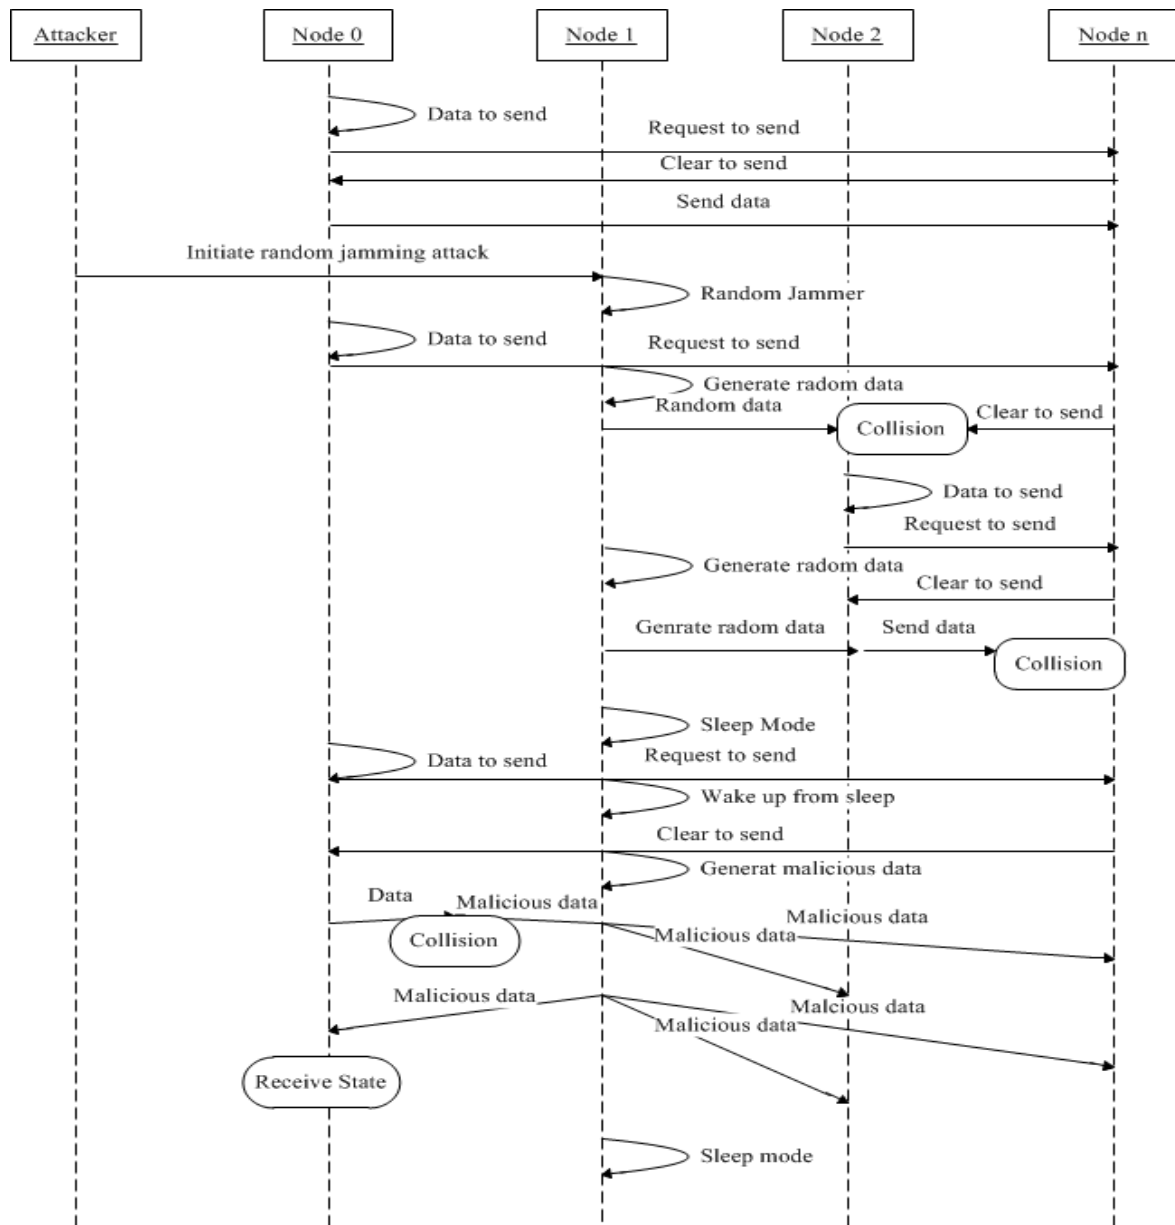 Attacker
Node 0
Node 1
Node 2
Node n
Data to send
Request to send
Clear to send
Send data
Initiate random jamming attack
Random Jammer
Data to send
Request to send
Generate radom data
Random data
Collision
Clear to send
Data to send
Request to send
Generate radom data
Clear to send
Genrate radom data
Send data
Collision
Sleep Mode
Data to send
Request to send
Wake up from sleep
Clear to send
Generat malicious data
Data
Malicious data
Malicious data
Collision
Malicious data
Malicious data
Malcious data
Malicious data
Receive State
Sleep mode